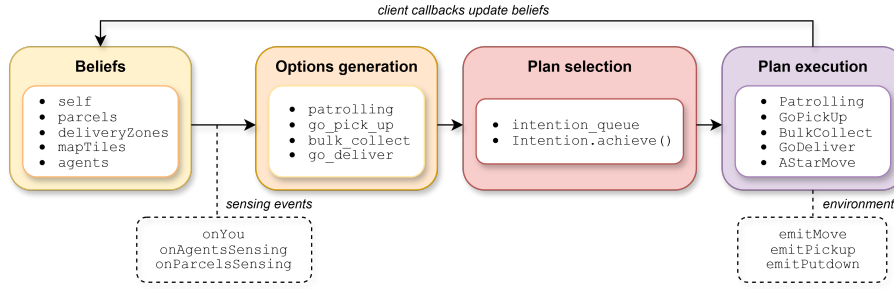 client callbacks update beliefs
Beliefs
self
parcels
deliveryZones
mapTiles
agents
Options generation
patrolling
go_pick_up
bulk_collect
go_deliver
Plan selection
intention_queue
Intention.achieve()
Plan execution
Patrolling
GoPickUp
BulkCollect
GoDeliver
AStarMove
sensing events
onYou
onAgentsSensing
onParcelsSensing
environment
emitMove
emitPickup
emitPutdown